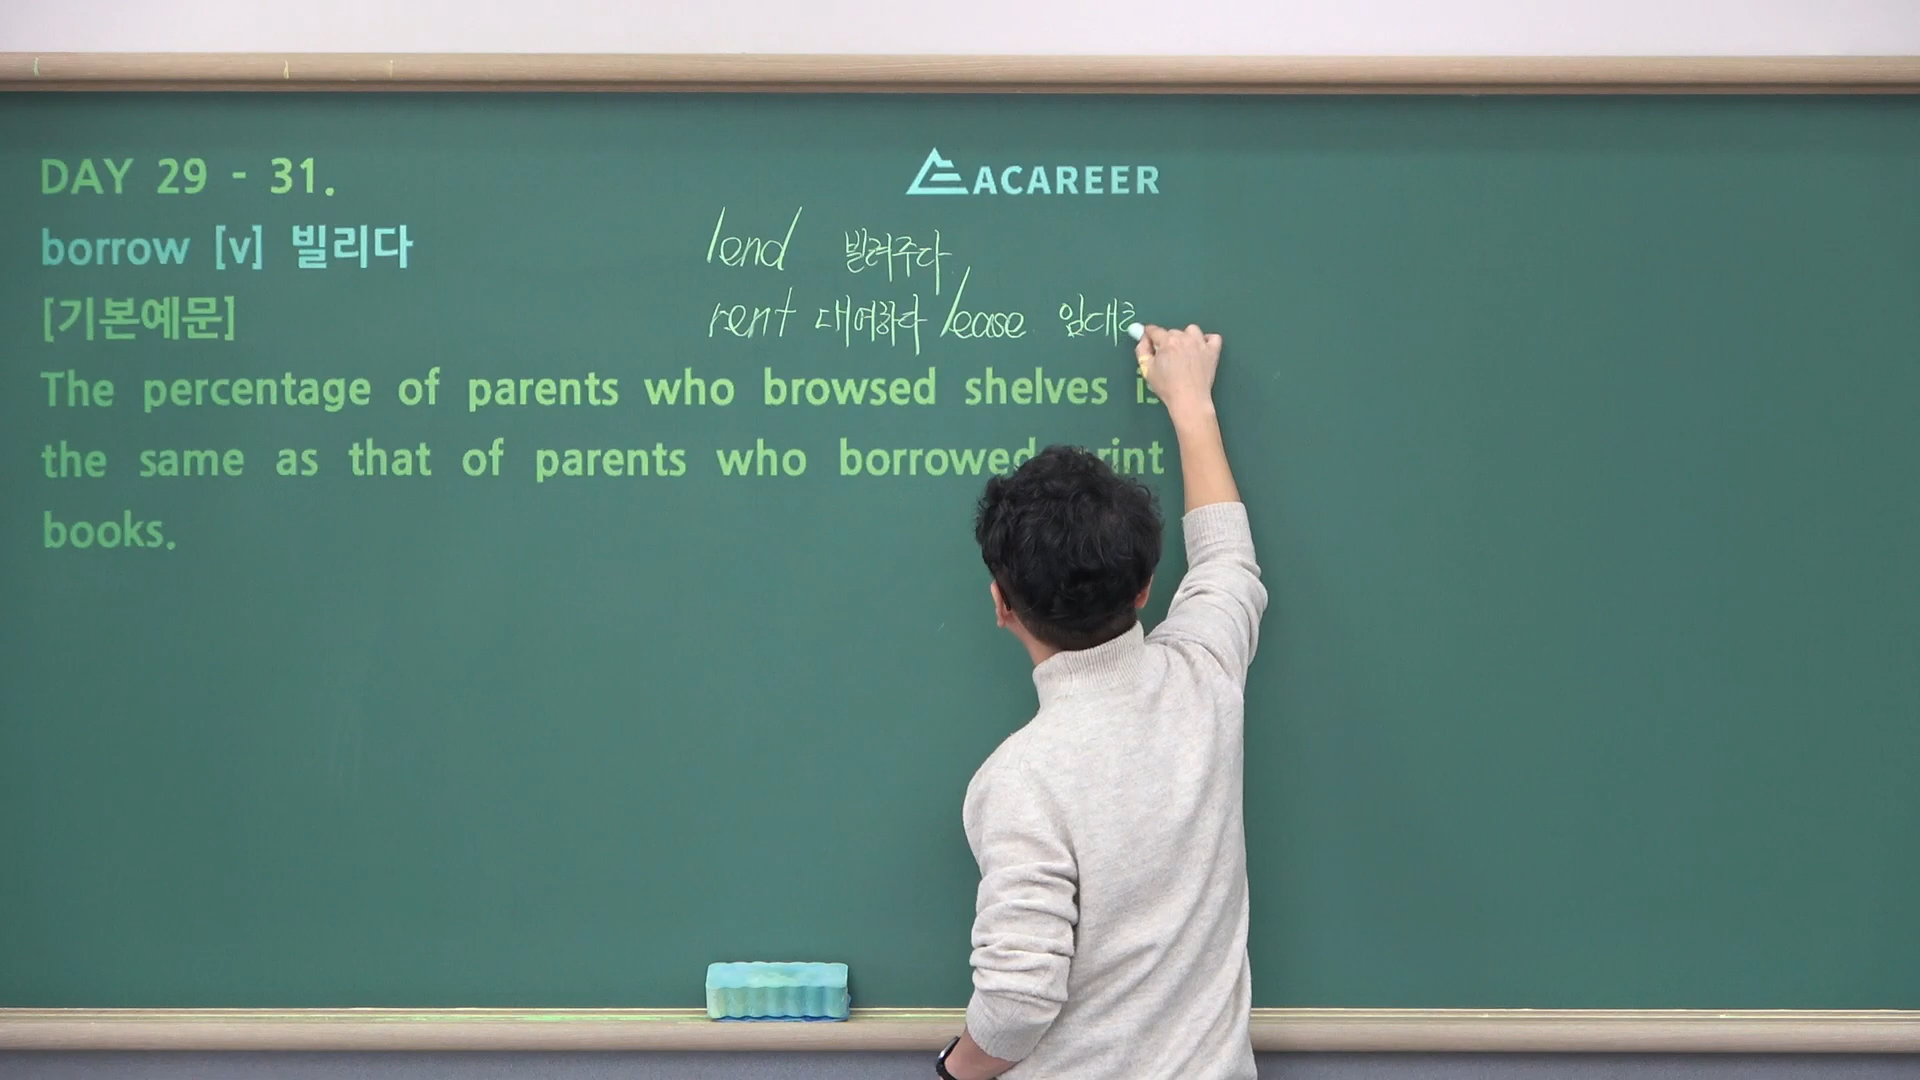 DAY 29 - 31.
ACAREER
borrow [v] 빌리다
lend 빌려주다
[기본예문]
rent 대여하다 lease 임대
The percentage of parents who browsed shelves is
the same as that of parents who borrowed print
books.